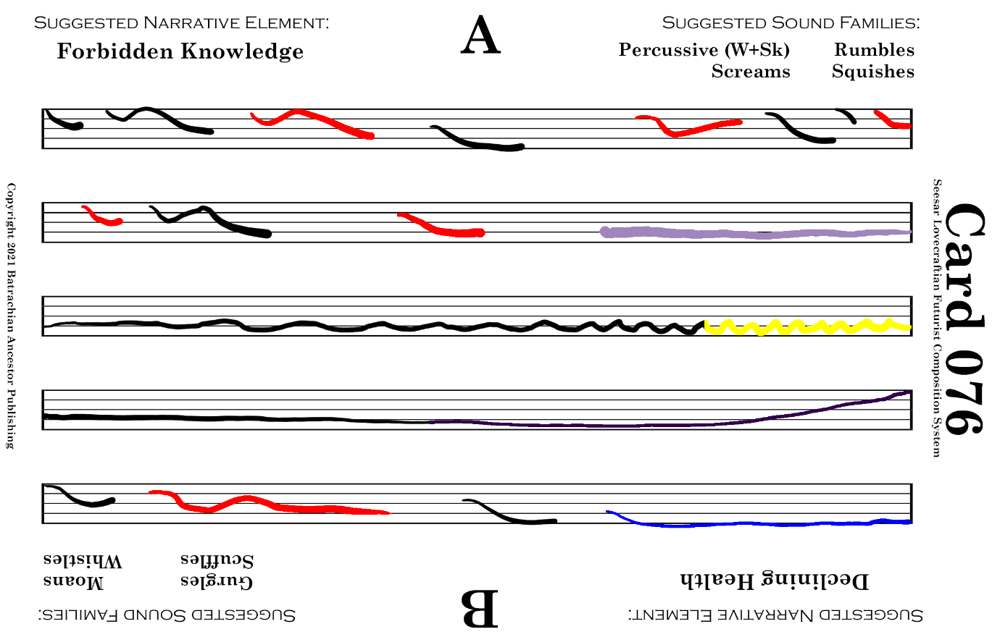 SUGGESTED NARRATIVE ELEMENT:
Forbidden Knowledge
A
SUGGESTED SOUND FAMILIES:
Percussive (W+Sk) Rumbles
Screams Squishes
Copyright 2021 Batrachian Ancestor Publishing
Card 076
Seesar Lovecraftian Futurist Composition System
B
SUGGESTED NARRATIVE ELEMENT:
Declining Health
SUGGESTED SOUND FAMILIES:
Gurgles Moans
Scuffles Whistles